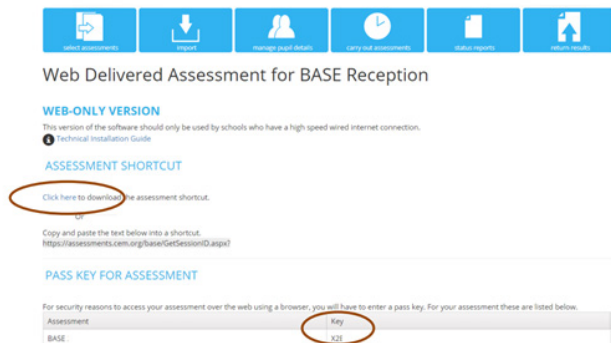 select assessments
import
manage pupil details
carry out assessments
status reports
return results
Web Delivered Assessment for BASE Reception
WEB-ONLY VERSION
This version of the software should only be used by schools who have a high speed wired internet connection.
Technical Installation Guide
ASSESSMENT SHORTCUT
Click here to download the assessment shortcut.
Or
Copy and paste the text below into a shortcut.
https://assessments.cem.org/base/GetSessionID.aspx?
PASS KEY FOR ASSESSMENT
For security reasons to access your assessment over the web using a browser, you will have to enter a pass key. For your assessment these are listed below.
Assessment Key
BASE X2F